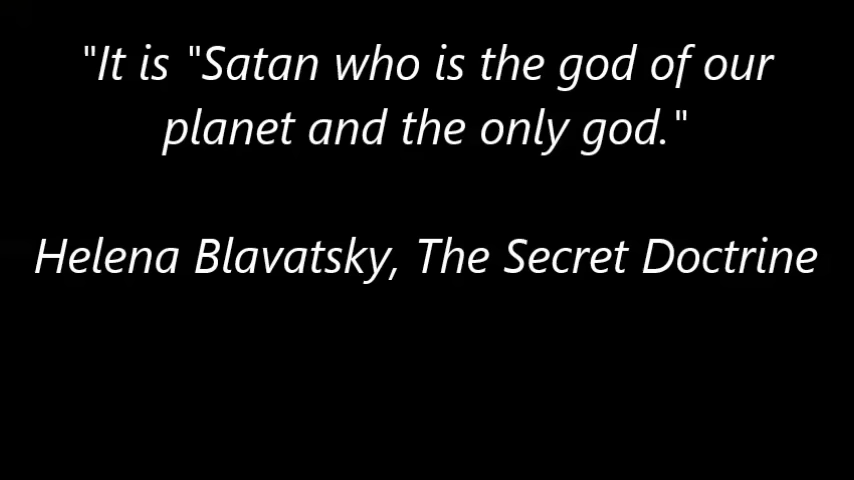 "It is "Satan who is the god of our
planet and the only god."
Helena Blavatsky, The Secret Doctrine